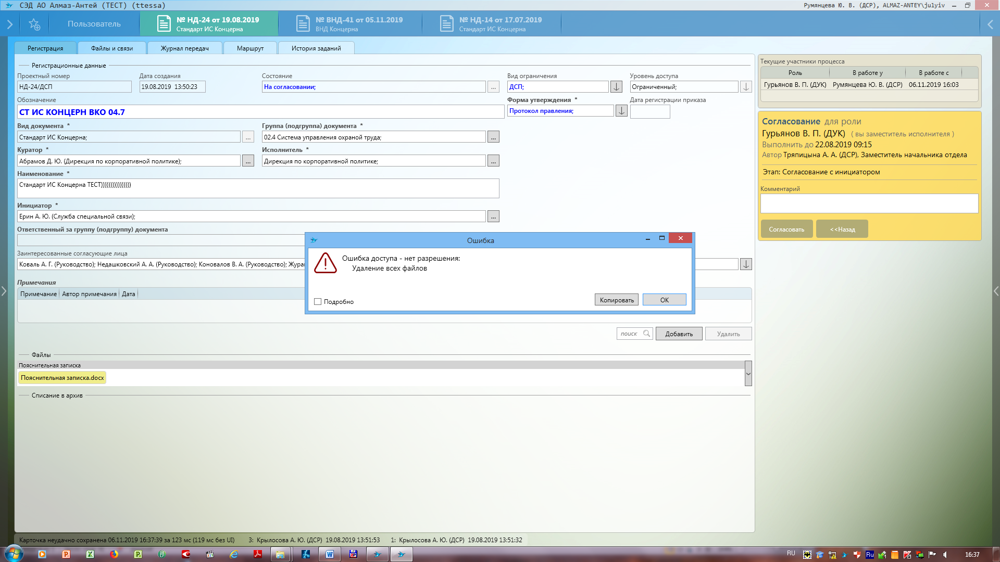 СЭД АО Алмаз-Антей (ТЕСТ) (ttessa)
Румянцева Ю. В. (ДСР), ALMAZ-ANTEY\julyiv
Пользователь
№ НД-24 от 19.08.2019
Стандарт ИС Концерна
№ ВНД-41 от 05.11.2019
ВНД Концерна
№ НД-14 от 17.07.2019
Стандарт ИС Концерна
Регистрация
Файлы и связи
Журнал передач
Маршрут
История заданий
Регистрационные данные
Проектный номер
Дата создания
Состояние
Вид ограничения
Уровень доступа
НД-24/ДСП
19.08.2019 13:50:23
На согласовании;
...
ДСП;
Ограниченный;
Обозначение
Форма утверждения *
Дата регистрации приказа
СТ ИС КОНЦЕРН ВКО 04.7
Протокол правления;
Вид документа *
Группа (подгруппа) документа *
Стандарт ИС Концерна;
...
02.4 Система управления охраной труда;
...
Куратор *
Исполнитель *
Абрамов Д. Ю. (Дирекция по корпоративной политике);
...
Дирекция по корпоративной политике;
...
Наименование *
Стандарт ИС Концерна ТЕСТ))))))))))))))))
Инициатор *
Ерин А. Ю. (Служба специальной связи);
...
Ответственный за группу (подгруппу) документа
Заинтересованные согласующие лица
Коваль А. Г. (Руководство); Недашковский А. А. (Руководство); Коновалов В. А. (Руководство);
Примечания
Примечание
Автор примечания
Дата
Ошибка
Ошибка доступа - нет разрешения:
Удаление всех файлов
Подробно
Копировать
ОК
поиск
Добавить
Удалить
Файлы
Пояснительная записка
Пояснительная записка.docx
Списание в архив
Текущие участники процесса
Роль
В работе у
В работе с
Гурьянов В. П. (ДУК)
Румянцева Ю. В. (ДСР)
06.11.2019 16:03
Согласование для роли
Гурьянов В. П. (ДУК) ( вы заместитель исполнителя )
Выполнить до 22.08.2019 09:15
Автор Тряпицына А. А. (ДСР), Заместитель начальника отдела
Этап: Согласование с инициатором
Комментарий
Согласовать
<<Назад
Карточка неудачно сохранена 06.11.2019 16:37:39 за 123 мс (119 мс без UI)
3: Крылосова А. Ю. (ДСР) 19.08.2019 13:51:53
1: Крылосова А. Ю. (ДСР) 19.08.2019 13:51:32
RU
Ru
16:37